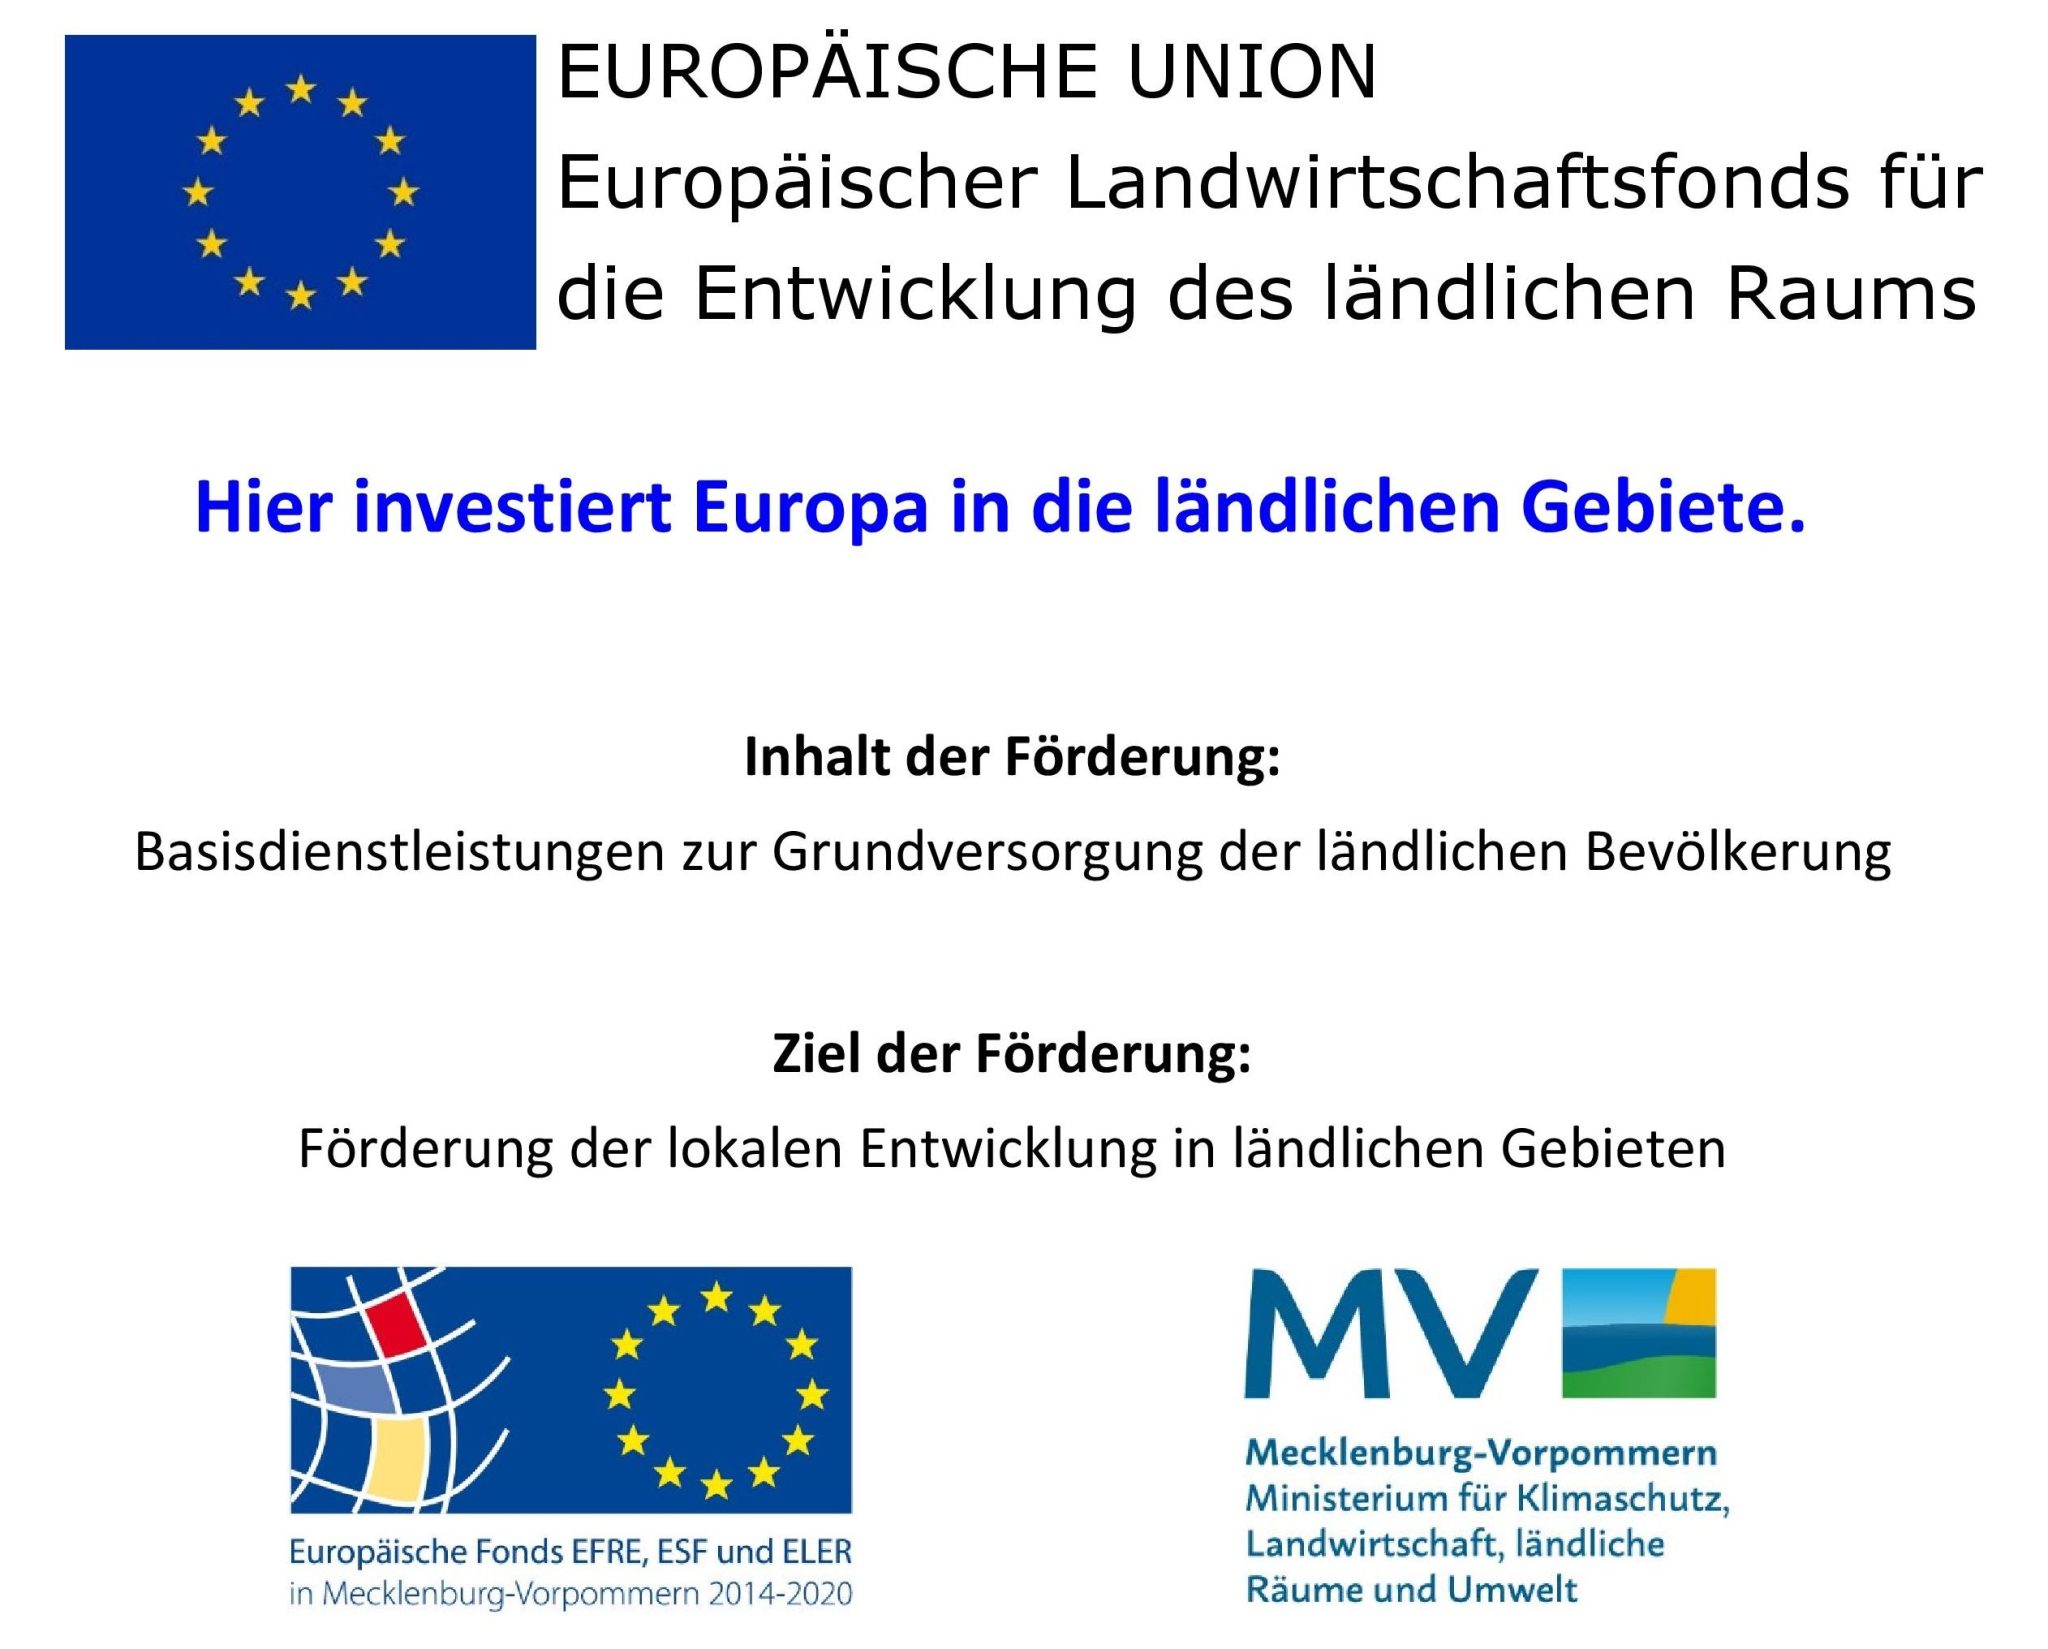 EUROPÄISCHE UNION
Europäischer Landwirtschaftsfonds für
die Entwicklung des ländlichen Raums
Hier investiert Europa in die ländlichen Gebiete.
Inhalt der Förderung:
Basisdienstleistungen zur Grundversorgung der ländlichen Bevölkerung
Ziel der Förderung:
Förderung der lokalen Entwicklung in ländlichen Gebieten
Europäische Fonds EFRE, ESF und ELER
in Mecklenburg-Vorpommern 2014-2020
MV
Mecklenburg-Vorpommern
Ministerium für Klimaschutz,
Landwirtschaft, ländliche
Räume und Umwelt